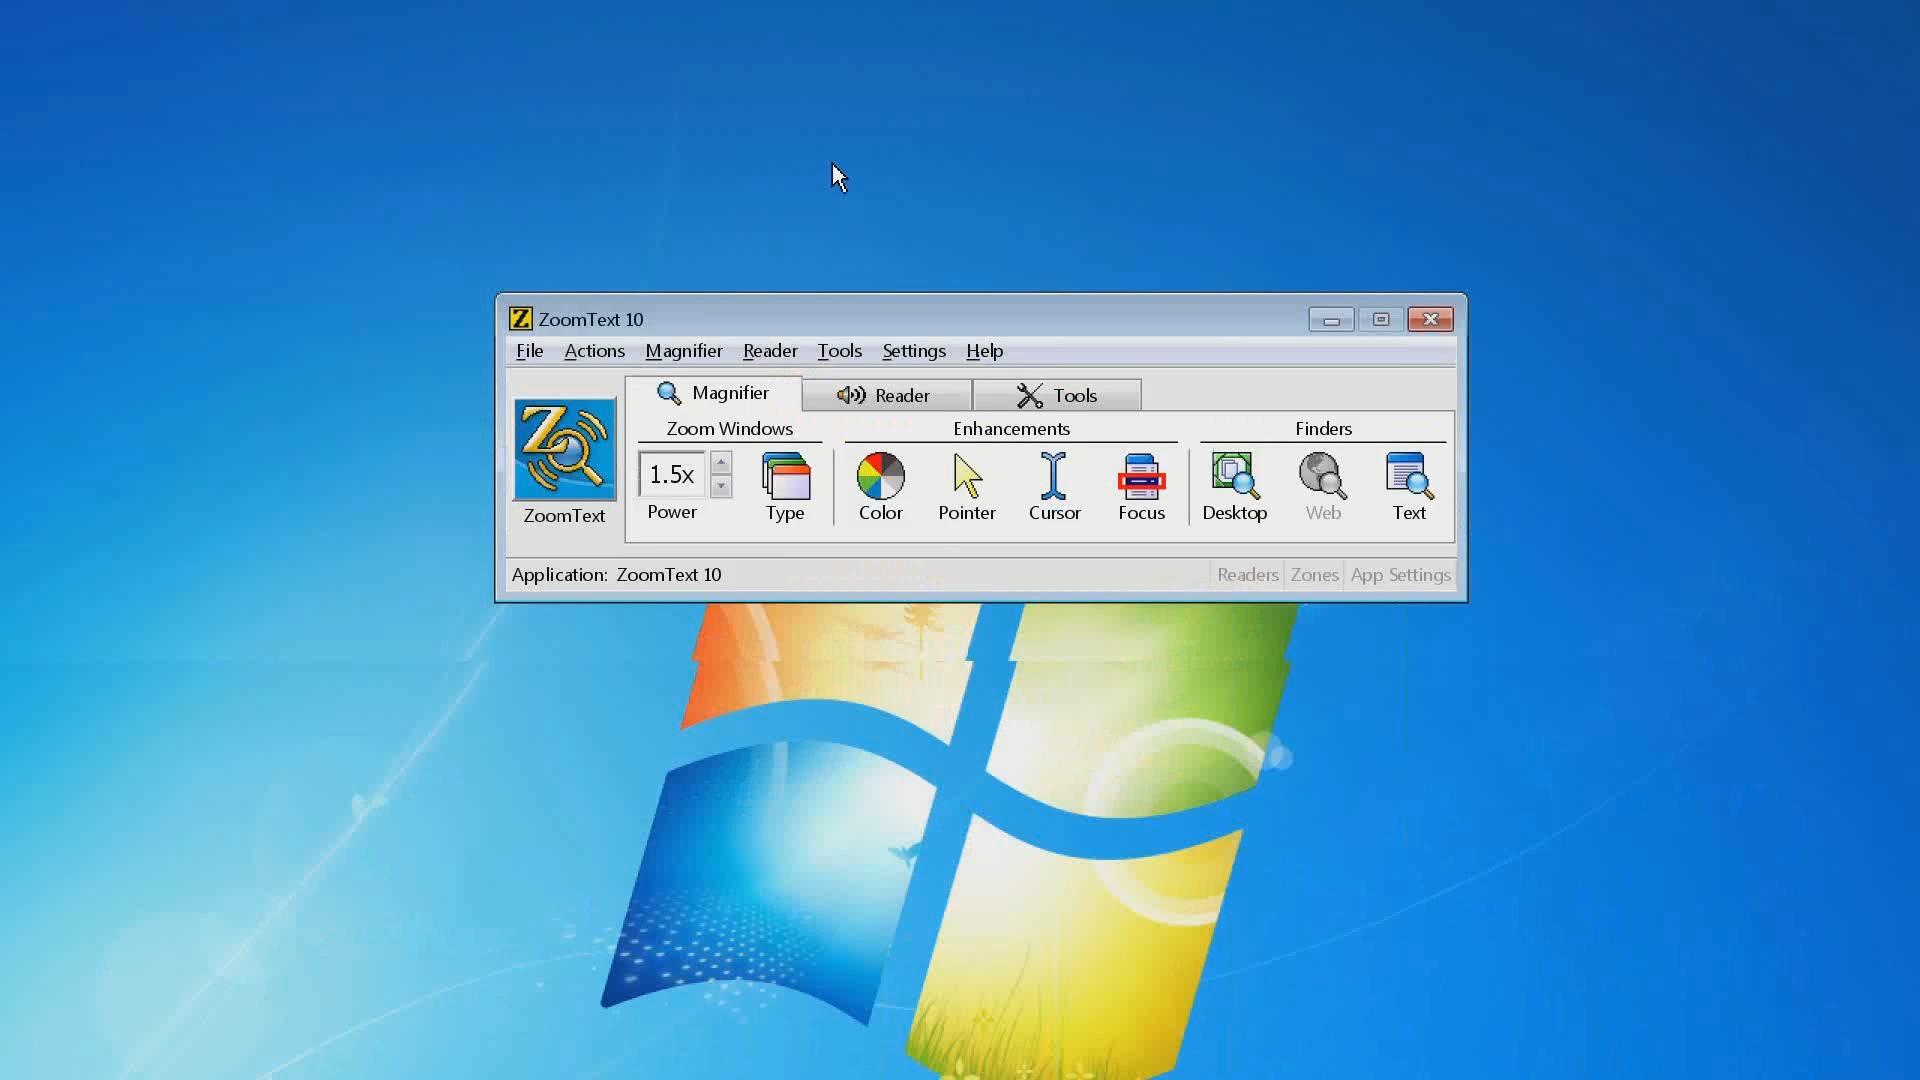 ZoomText 10
File Actions Magnifier Reader Tools Settings Help
Magnifier Reader Tools
Zoom Windows Enhancements Finders
1.5x
Power Type Color Pointer Cursor Focus Desktop Web Text
ZoomText
Application: ZoomText 10 Readers Zones App Settings